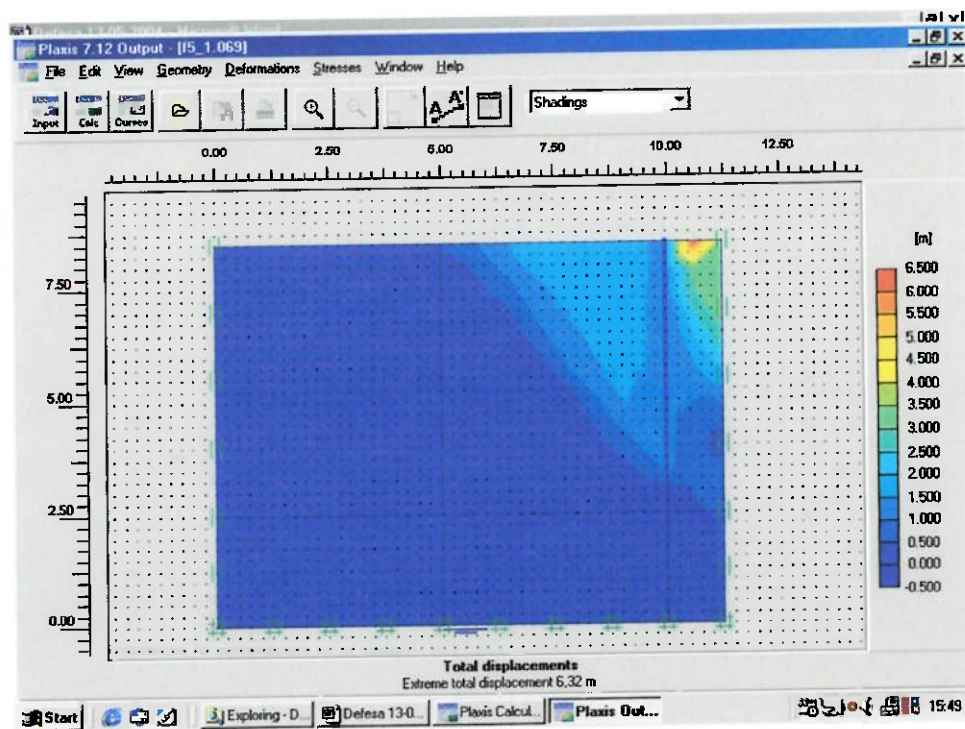 Plaxis 7.12 Output - [f5_1.069]
File Edit View Geometry Deformations Stresses Window Help
Input Calc Curves Shadings
0.00 2.50 5.00 7.50 10.00 12.50
[m]
6.500
6.000
5.500
5.000
4.500
4.000
3.500
3.000
2.500
2.000
1.500
1.000
0.500
0.000
-0.500
7.50
5.00
2.50
0.00
Total displacements
Extreme total displacement 6,32 m
Start Exploring - D... Defesa 13-0... Plaxis Calcul... Plaxis Out... 15:49